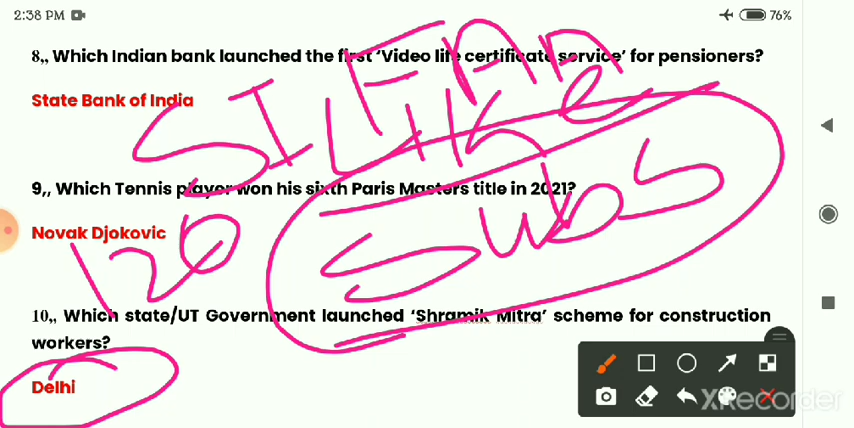 2:38 PM 76%
8,, Which Indian bank launched the first ‘Video life certificate service’ for pensioners?
State Bank of India
LIKE
9,, Which Tennis player won his sixth Paris Masters title in 2021?
Novak Djokovic
SUbS
120
10,, Which state/UT Government launched ‘Shramik Mitra’ scheme for construction
workers?
Delhi
XRecorder